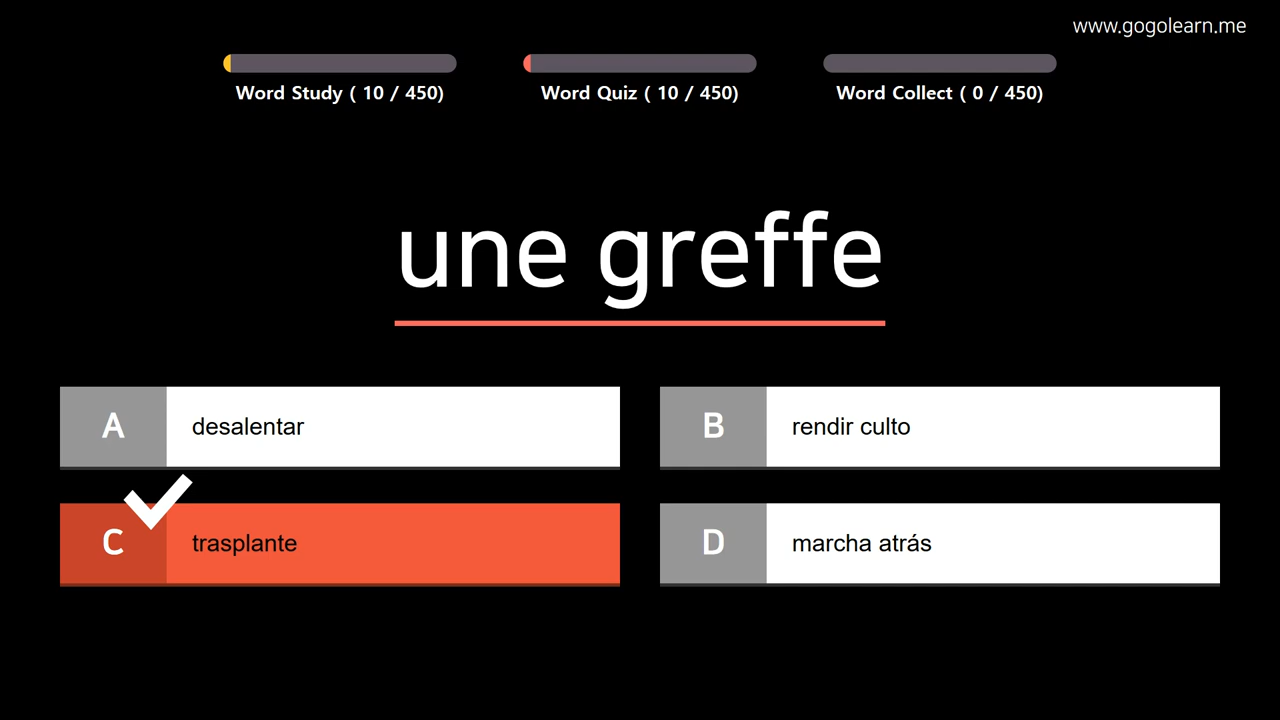 www.gogolearn.me
Word Study ( 10 / 450)
Word Quiz ( 10 / 450)
Word Collect ( 0 / 450)
une greffe
A desalentar
B rendir culto
C trasplante
D marcha atrás